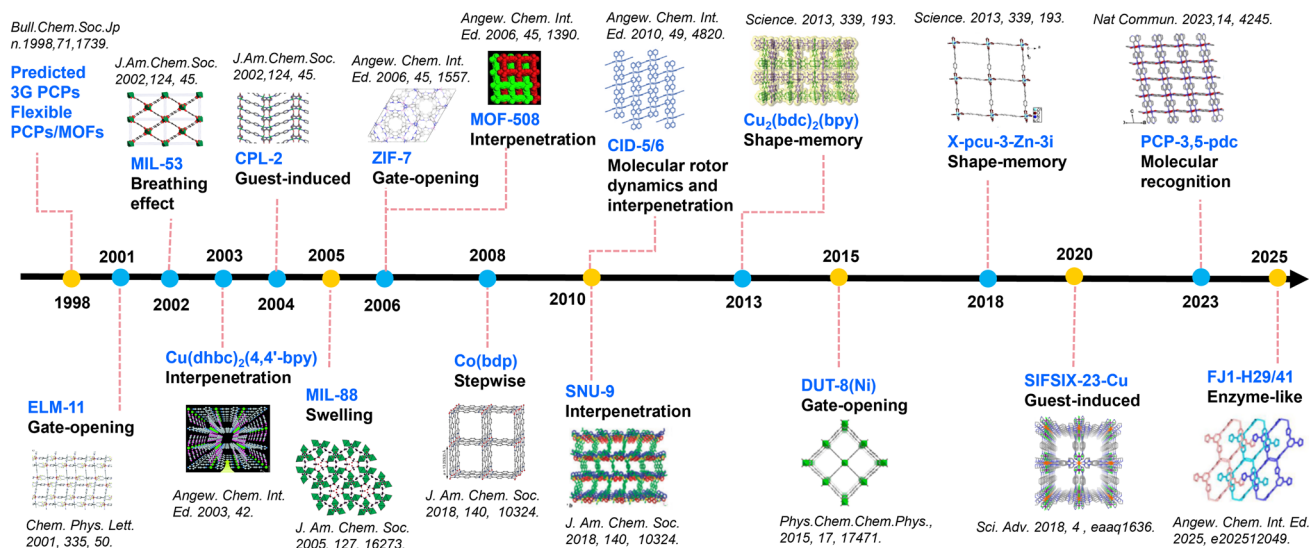 Bull.Chem.Soc.Jp
n.1998,71,1739.
Predicted
3G PCPs
Flexible
PCPs/MOFs
J.Am.Chem.Soc.
2002,124, 45.
MIL-53
Breathing
effect
J.Am.Chem.Soc.
2002,124, 45.
CPL-2
Guest-induced
Angew. Chem. Int.
Ed. 2006, 45, 1557.
ZIF-7
Gate-opening
Angew. Chem. Int.
Ed. 2006, 45, 1390.
MOF-508
Interpenetration
Angew. Chem. Int.
Ed. 2010, 49, 4820.
CID-5/6
Molecular rotor
dynamics and
interpenetration
Science. 2013, 339, 193.
Cu₂(bdc)₂(bpy)
Shape-memory
Science. 2013, 339, 193.
X-pcu-3-Zn-3i
Shape-memory
Nat Commun. 2023,14, 4245.
PCP-3,5-pdc
Molecular
recognition
2001
2003
2005
2008
2015
2020
2025
1998
2002
2004
2006
2010
2013
2018
2023
ELM-11
Gate-opening
Chem. Phys. Lett.
2001, 335, 50.
Cu(dhbc)₂(4,4'-bpy)
Interpenetration
Angew. Chem. Int.
Ed. 2003, 42.
MIL-88
Swelling
J. Am. Chem. Soc.
2005, 127, 16273.
Co(bdp)
Stepwise
J. Am. Chem. Soc.
2018, 140, 10324.
SNU-9
Interpenetration
J. Am. Chem. Soc.
2018, 140, 10324.
DUT-8(Ni)
Gate-opening
Phys.Chem.Chem.Phys.,
2015, 17, 17471.
SIFSIX-23-Cu
Guest-induced
Sci. Adv. 2018, 4 , eaaq1636.
FJ1-H29/41
Enzyme-like
Angew. Chem. Int. Ed.
2025, e202512049.